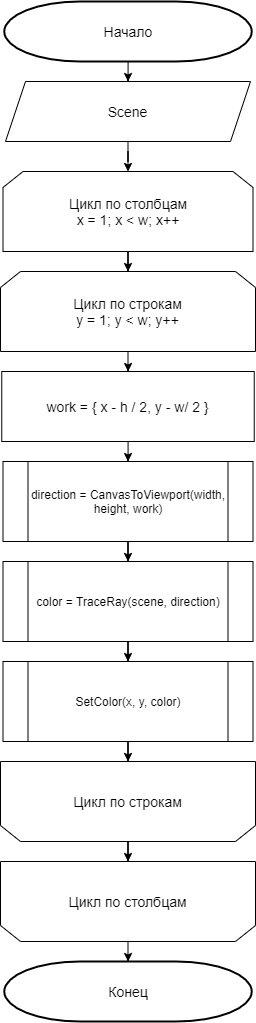 Начало
Scene
Цикл по столбцам
x = 1; x < w; x++
Цикл по строкам
y = 1; y < w; y++
work = { x - h / 2, y - w/ 2 }
direction = CanvasToViewport(width,
height, work)
color = TraceRay(scene, direction)
SetColor(x, y, color)
Цикл по строкам
Цикл по столбцам
Конец